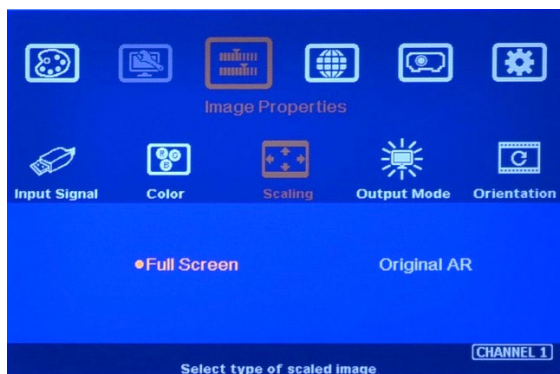 Image Properties
Input Signal
Color
R G
B
Scaling
Output Mode
Orientation
Full Screen
Original AR
CHANNEL 1
Select type of scaled image